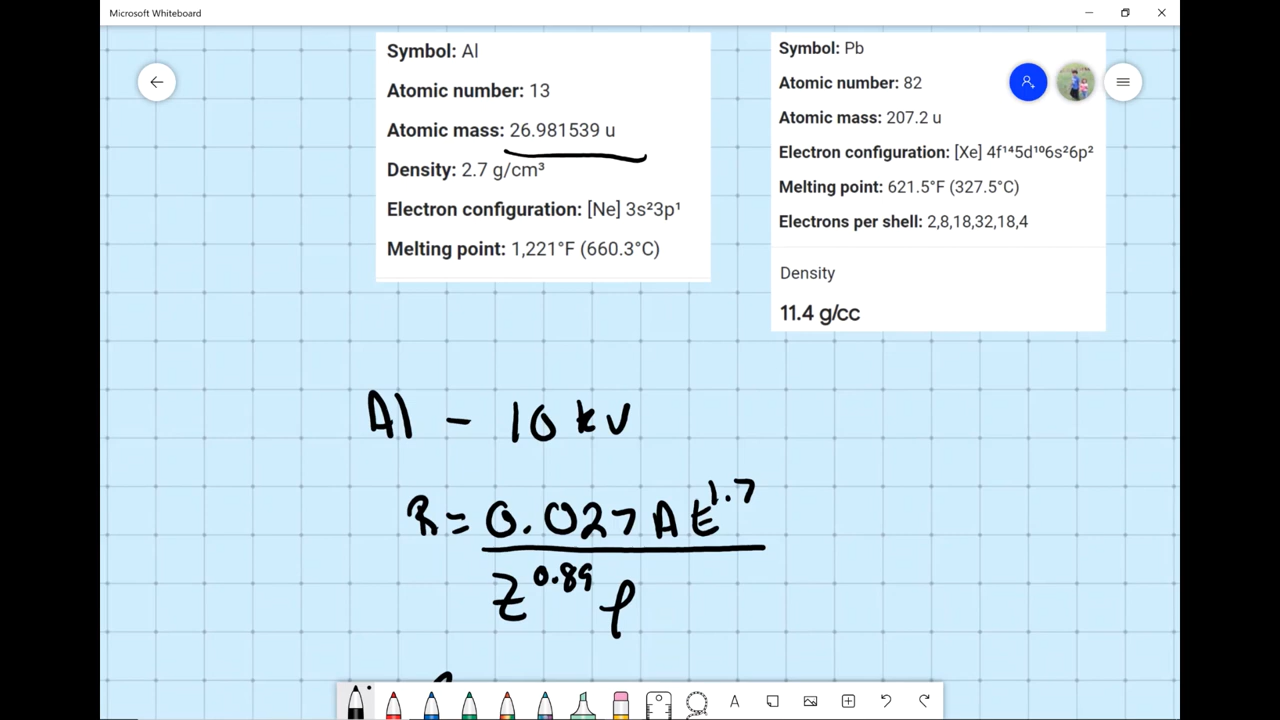 Microsoft Whiteboard
Symbol: Al
Atomic number: 13
Atomic mass: 26.981539 u
Density: 2.7 g/cm³
Electron configuration: [Ne] 3s²3p¹
Melting point: 1,221°F (660.3°C)
Symbol: Pb
Atomic number: 82
Atomic mass: 207.2 u
Electron configuration: [Xe] 4f¹⁴5d¹⁰6s²6p²
Melting point: 621.5°F (327.5°C)
Electrons per shell: 2,8,18,32,18,4
Density
11.4 g/cc
Al - 10 kV
R = 0.027 A E^1.7
Z^0.89 ρ
A